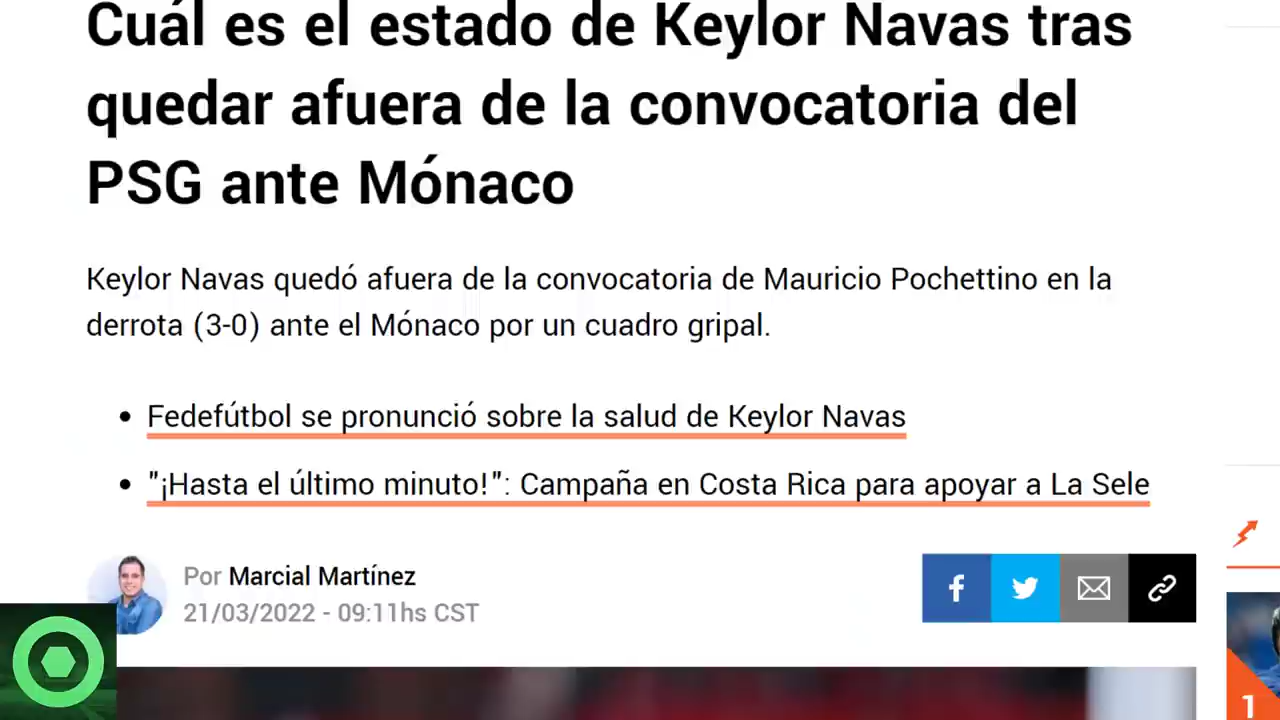 Cuál es el estado de Keylor Navas tras
quedar afuera de la convocatoria del
PSG ante Mónaco
Keylor Navas quedó afuera de la convocatoria de Mauricio Pochettino en la
derrota (3-0) ante el Mónaco por un cuadro gripal.
Fedefútbol se pronunció sobre la salud de Keylor Navas
"¡Hasta el último minuto!": Campaña en Costa Rica para apoyar a La Sele
Por Marcial Martínez
21/03/2022 - 09:11hs CST
1